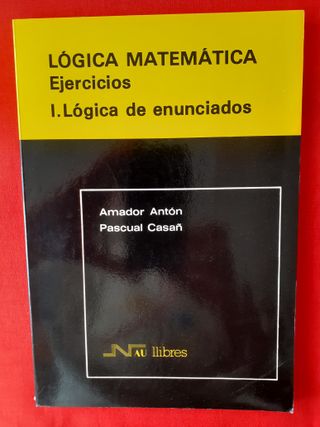 LÓGICA MATEMÁTICA
Ejercicios
I. Lógica de enunciados
Amador Antón
Pascual Casañ
NAU llibres